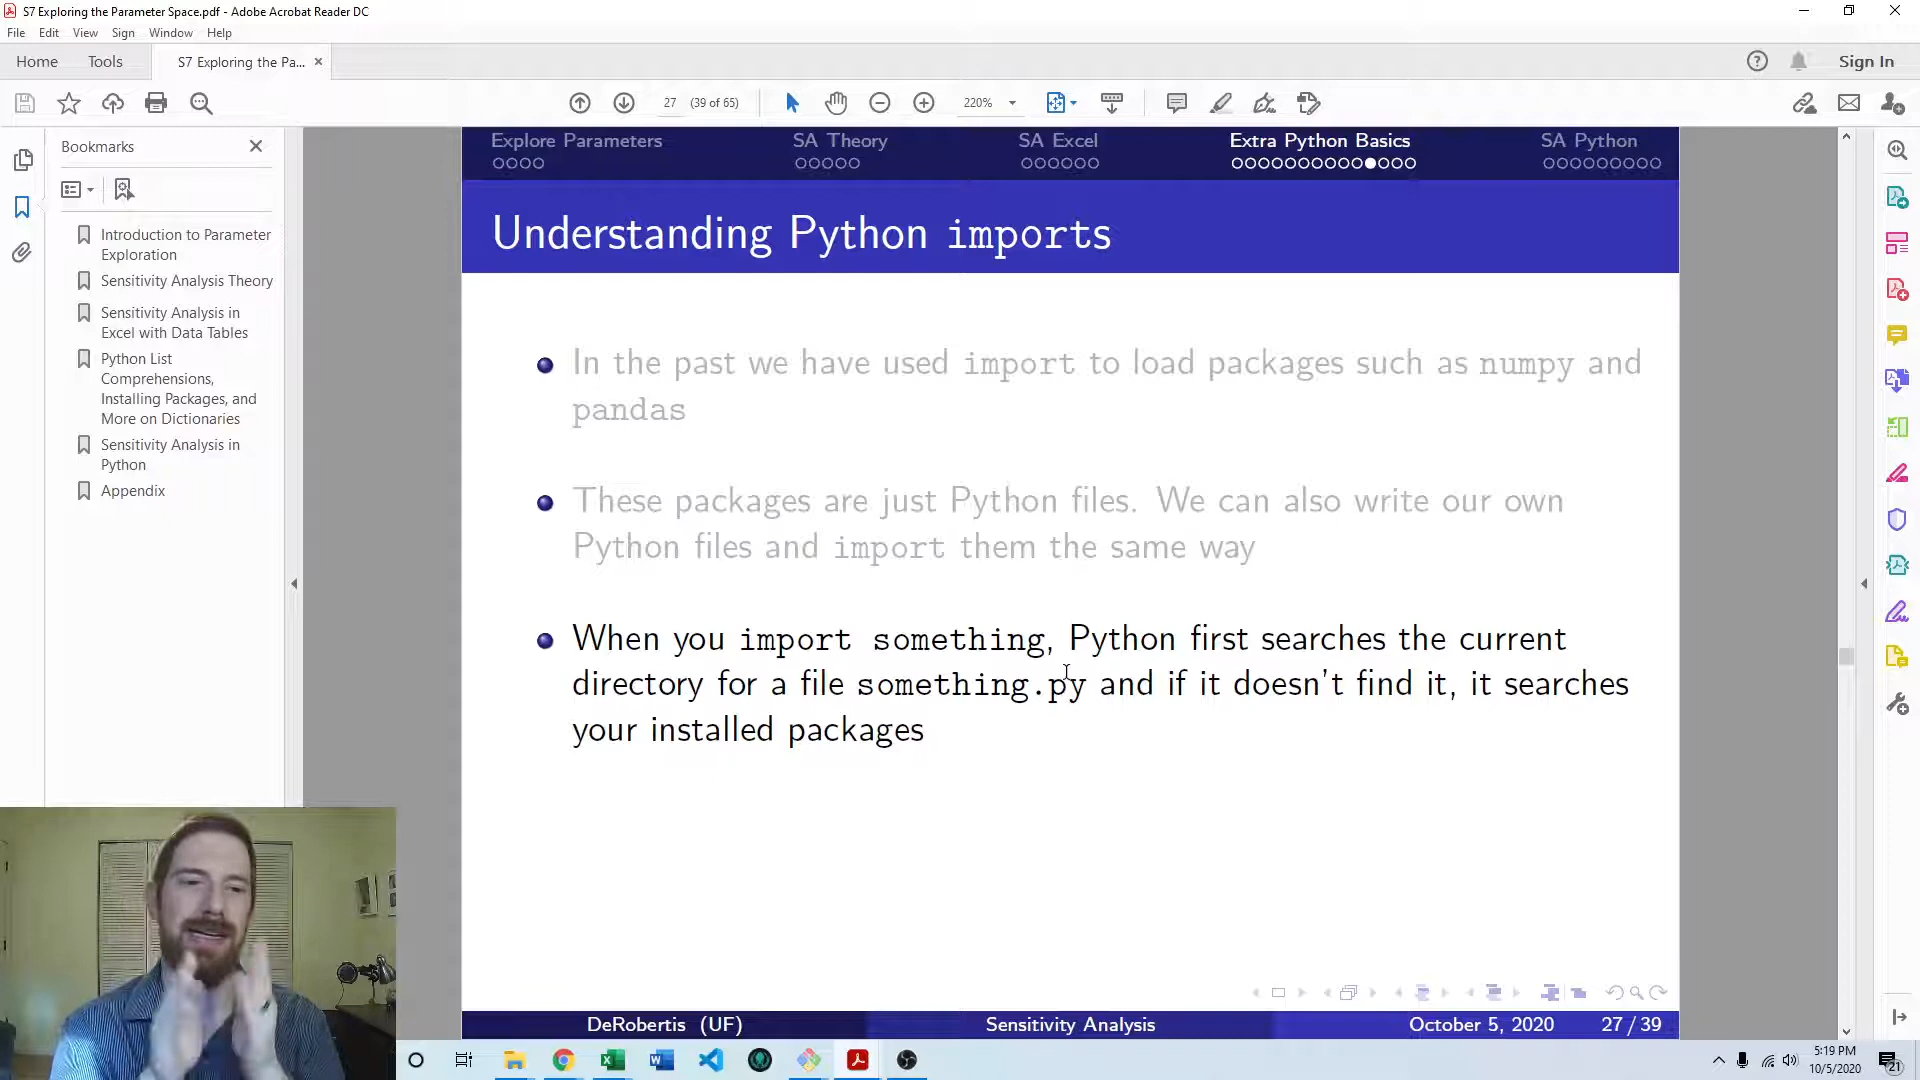 S7 Exploring the Parameter Space.pdf - Adobe Acrobat Reader DC
File Edit View Sign Window Help
Home Tools S7 Exploring the Pa... Sign In
27 (39 of 65) 220%
Bookmarks
Introduction to Parameter
Exploration
Sensitivity Analysis Theory
Sensitivity Analysis in
Excel with Data Tables
Python List
Comprehensions,
Installing Packages, and
More on Dictionaries
Sensitivity Analysis in
Python
Appendix
Explore Parameters SA Theory SA Excel Extra Python Basics SA Python
Understanding Python imports
In the past we have used import to load packages such as numpy and
pandas
These packages are just Python files. We can also write our own
Python files and import them the same way
When you import something, Python first searches the current
directory for a file something.py and if it doesn't find it, it searches
your installed packages
DeRobertis (UF) Sensitivity Analysis October 5, 2020 27 / 39
5:19 PM
10/5/2020
21